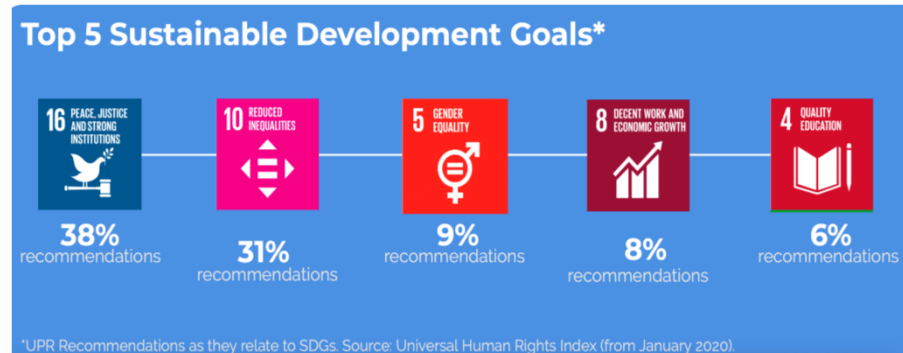 Top 5 Sustainable Development Goals*
16 PEACE, JUSTICE
AND STRONG
INSTITUTIONS
10 REDUCED
INEQUALITIES
5 GENDER
EQUALITY
8 DECENT WORK AND
ECONOMIC GROWTH
4 QUALITY
EDUCATION
38%
recommendations
31%
recommendations
9%
recommendations
8%
recommendations
6%
recommendations
*UPR Recommendations as they relate to SDGs. Source: Universal Human Rights Index (from January 2020).